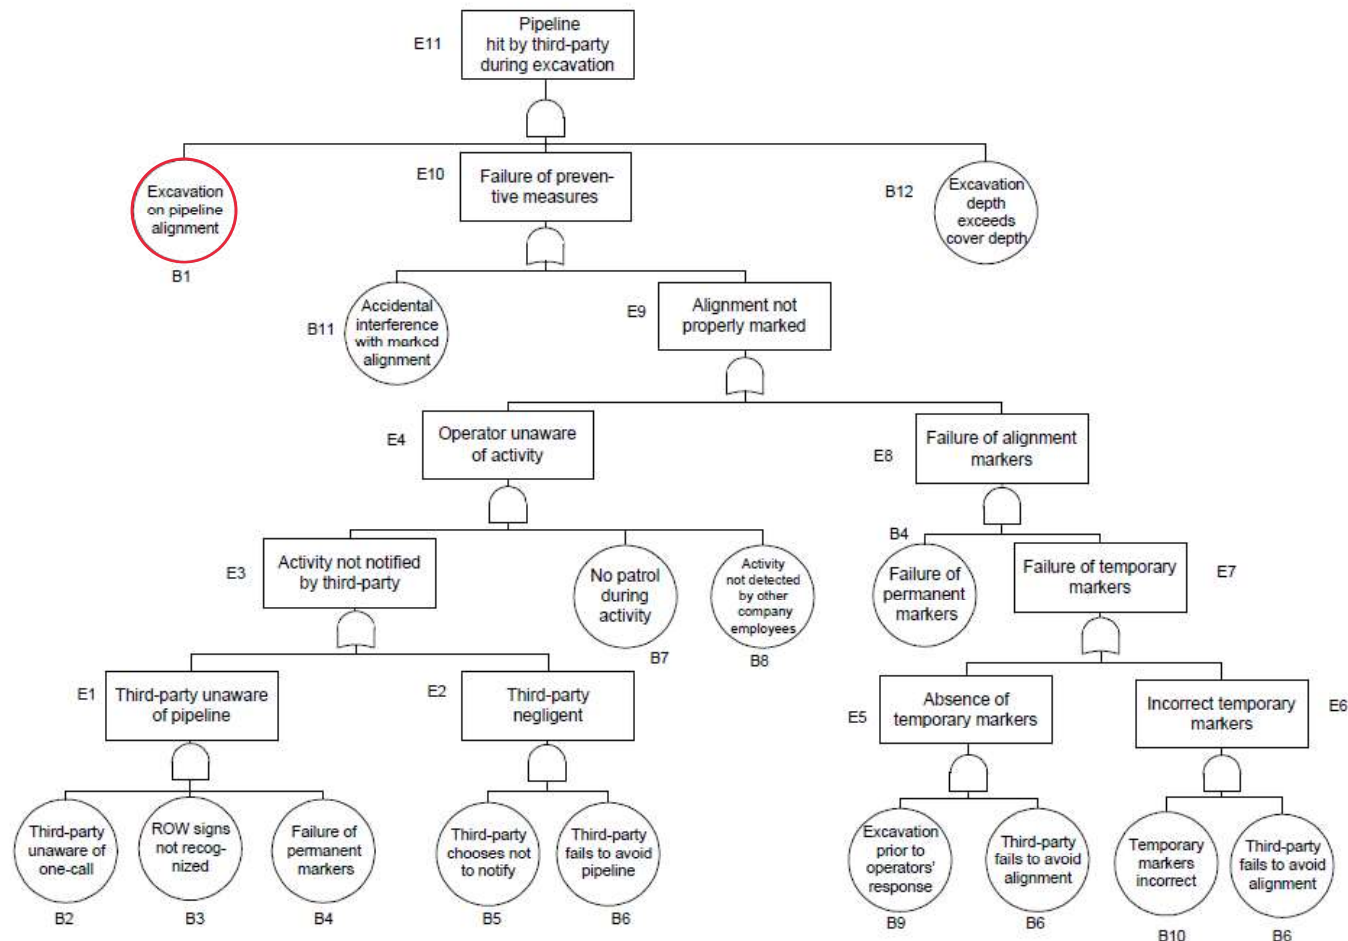 Pipeline
hit by third-party
during excavation
E11
Excavation
on pipeline
alignment
B1
E10
Failure of preven-
tive measures
B12
Excavation
depth
exceeds
cover depth
B11
Accidental
interference
with marked
alignment
E9
Alignment not
properly marked
E4
Operator unaware
of activity
E8
Failure of alignment
markers
E3
Activity not notified
by third-party
No patrol
during
activity
B7
Activity
not detected
by other
company
employees
B8
B4
Failure of
permanent
markers
Failure of temporary
markers
E7
E1
Third-party unaware
of pipeline
E2
Third-party
negligent
E5
Absence of
temporary markers
Incorrect temporary
markers
E6
Third-party
unaware of
one-call
B2
ROW signs
not recog-
nized
B3
Failure of
permanent
markers
B4
Third-party
chooses not
to notify
B5
Third-party
fails to avoid
pipeline
B6
Excavation
prior to
operators'
response
B9
Third-party
fails to avoid
alignment
B6
Temporary
markers
incorrect
B10
Third-party
fails to avoid
alignment
B6